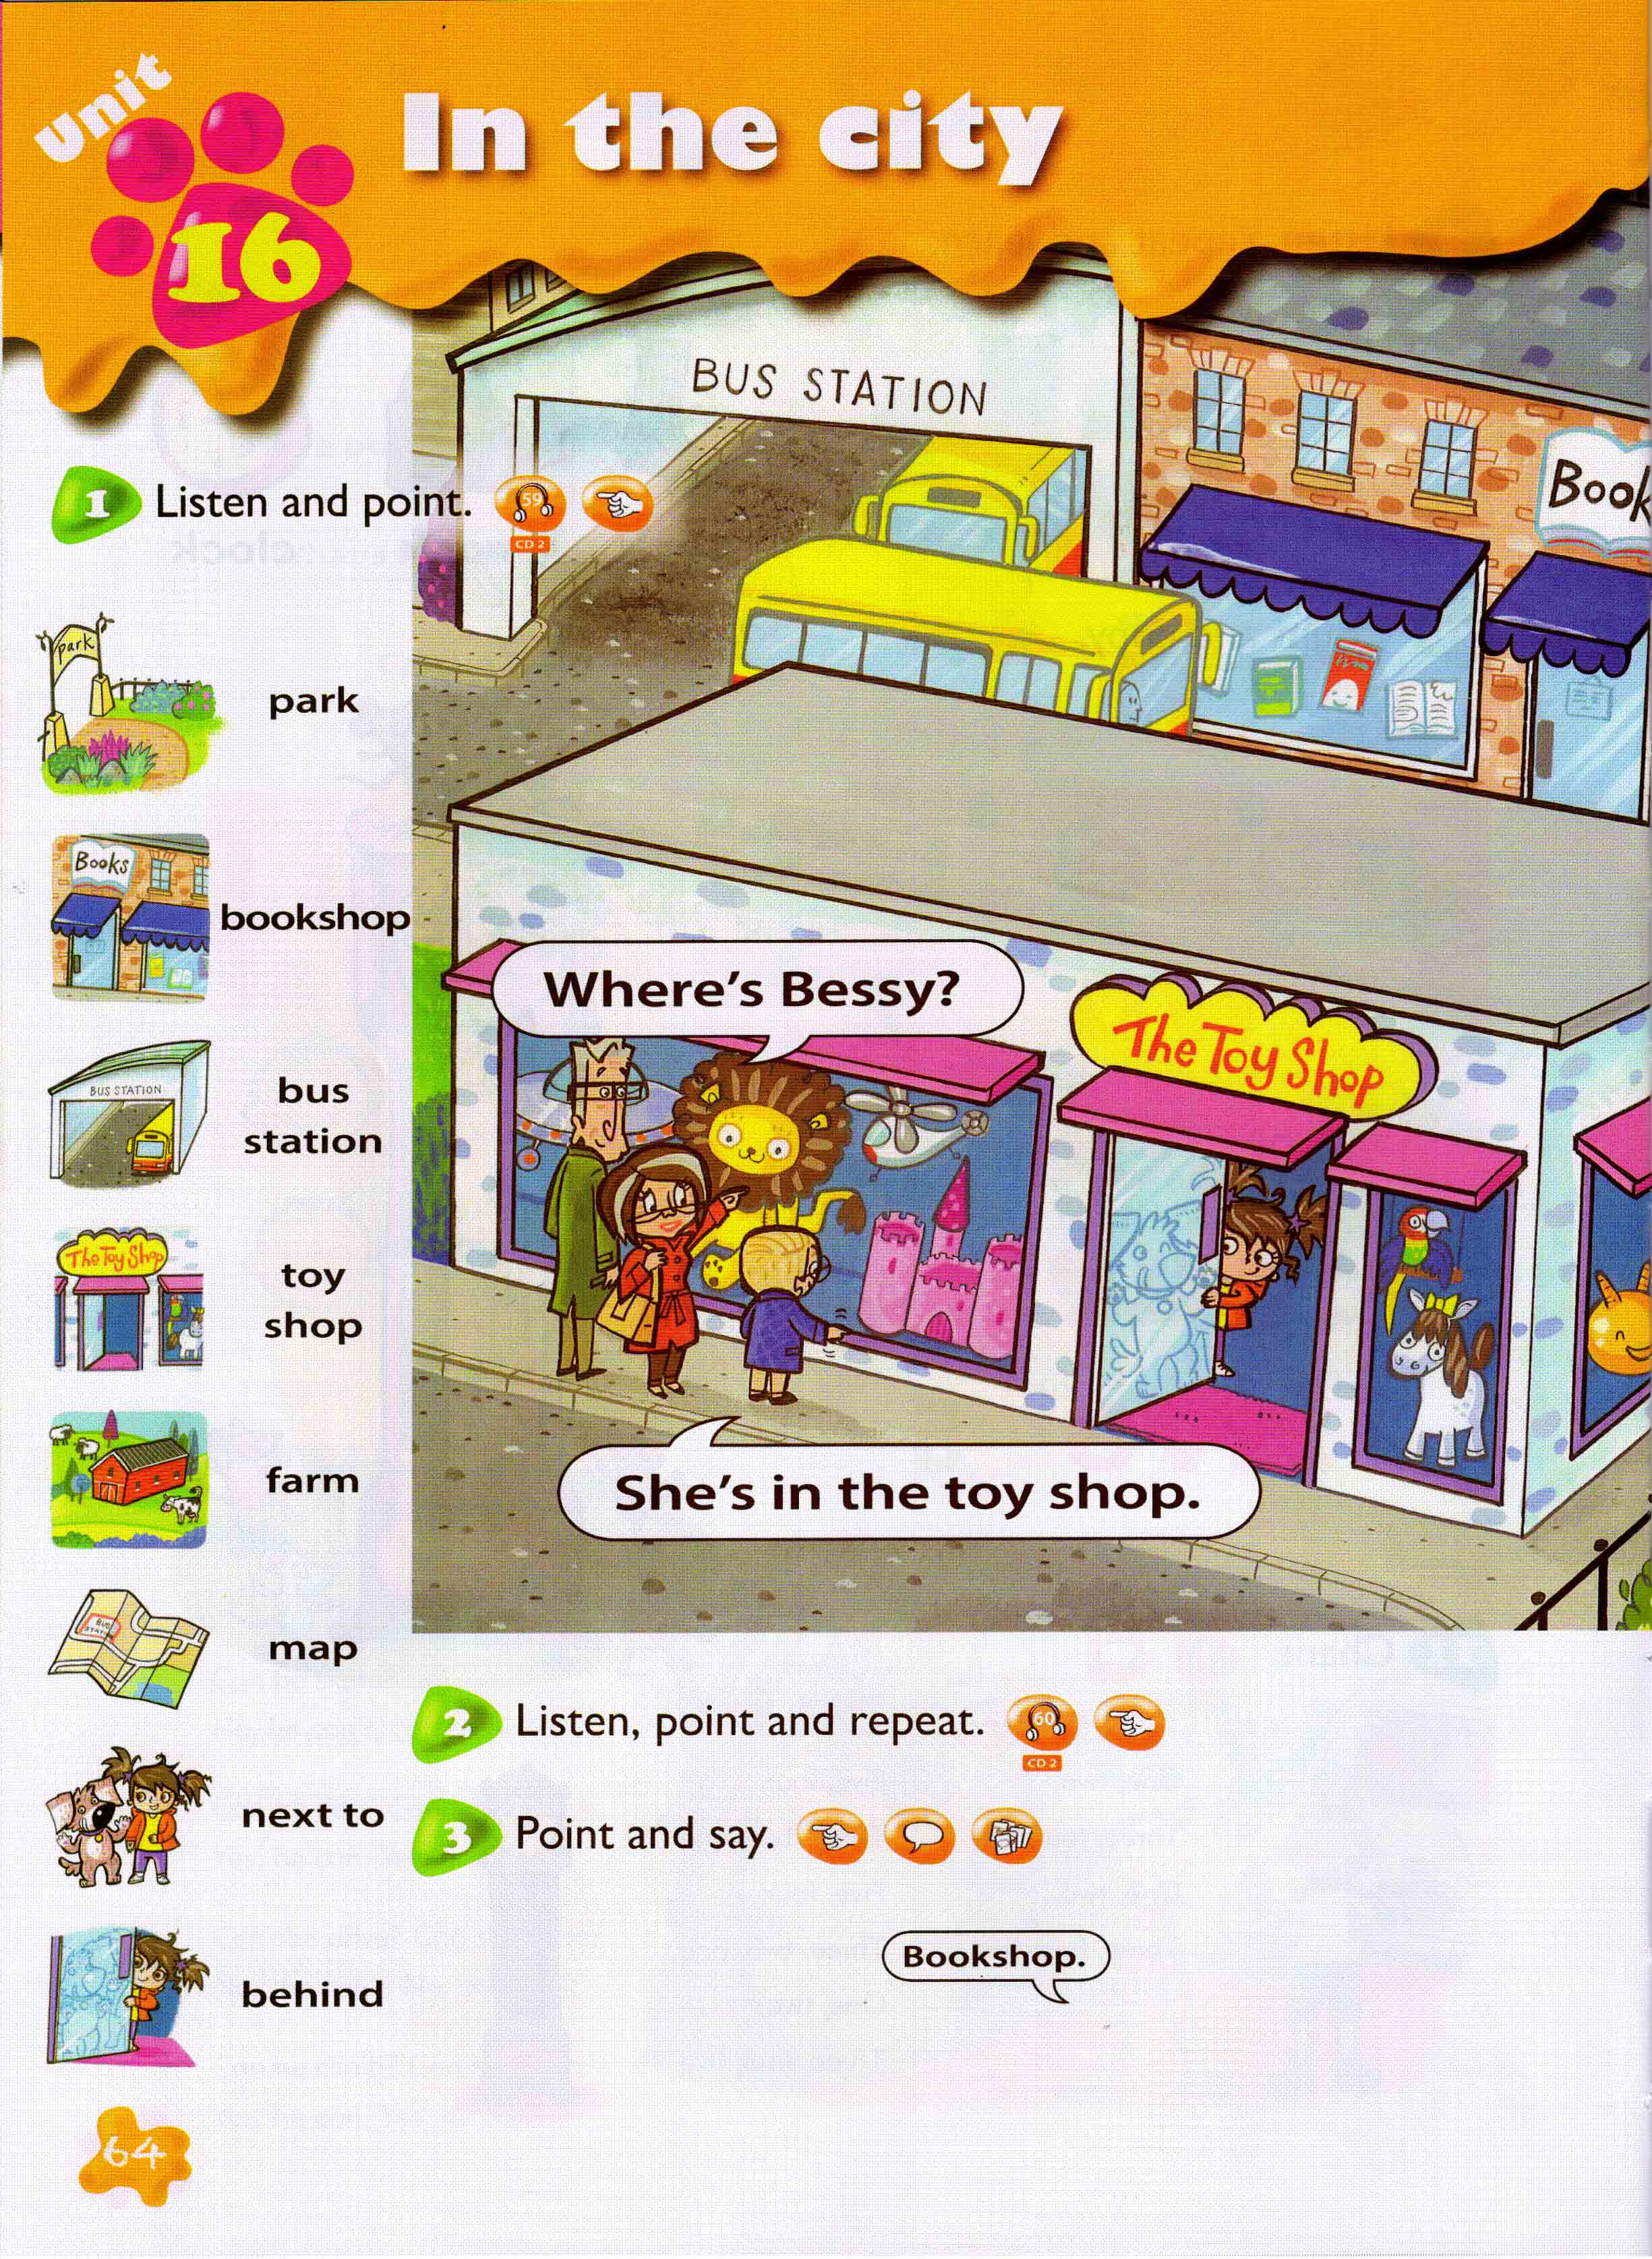 Unit
16
In the city
1 Listen and point.
59
CD 2
park
park
Books
bookshop
BUS STATION
bus
station
The Toy Shop
toy
shop
farm
BUS
STATION
map
next to
behind
BUS STATION
Book
Where's Bessy?
The Toy Shop
She's in the toy shop.
2 Listen, point and repeat.
60
CD 2
3 Point and say.
Bookshop.
64